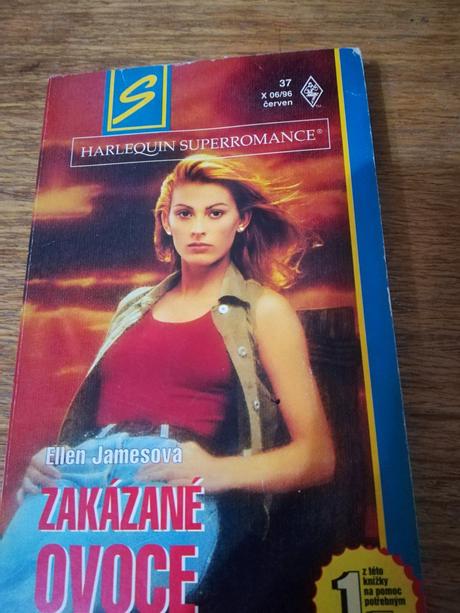 S
37
X 06/96
červen
HARLEQUIN SUPERROMANCE®
Ellen Jamesová
ZAKÁZANÉ
OVOCE
1
z této
knížky
na pomoc
potřebným